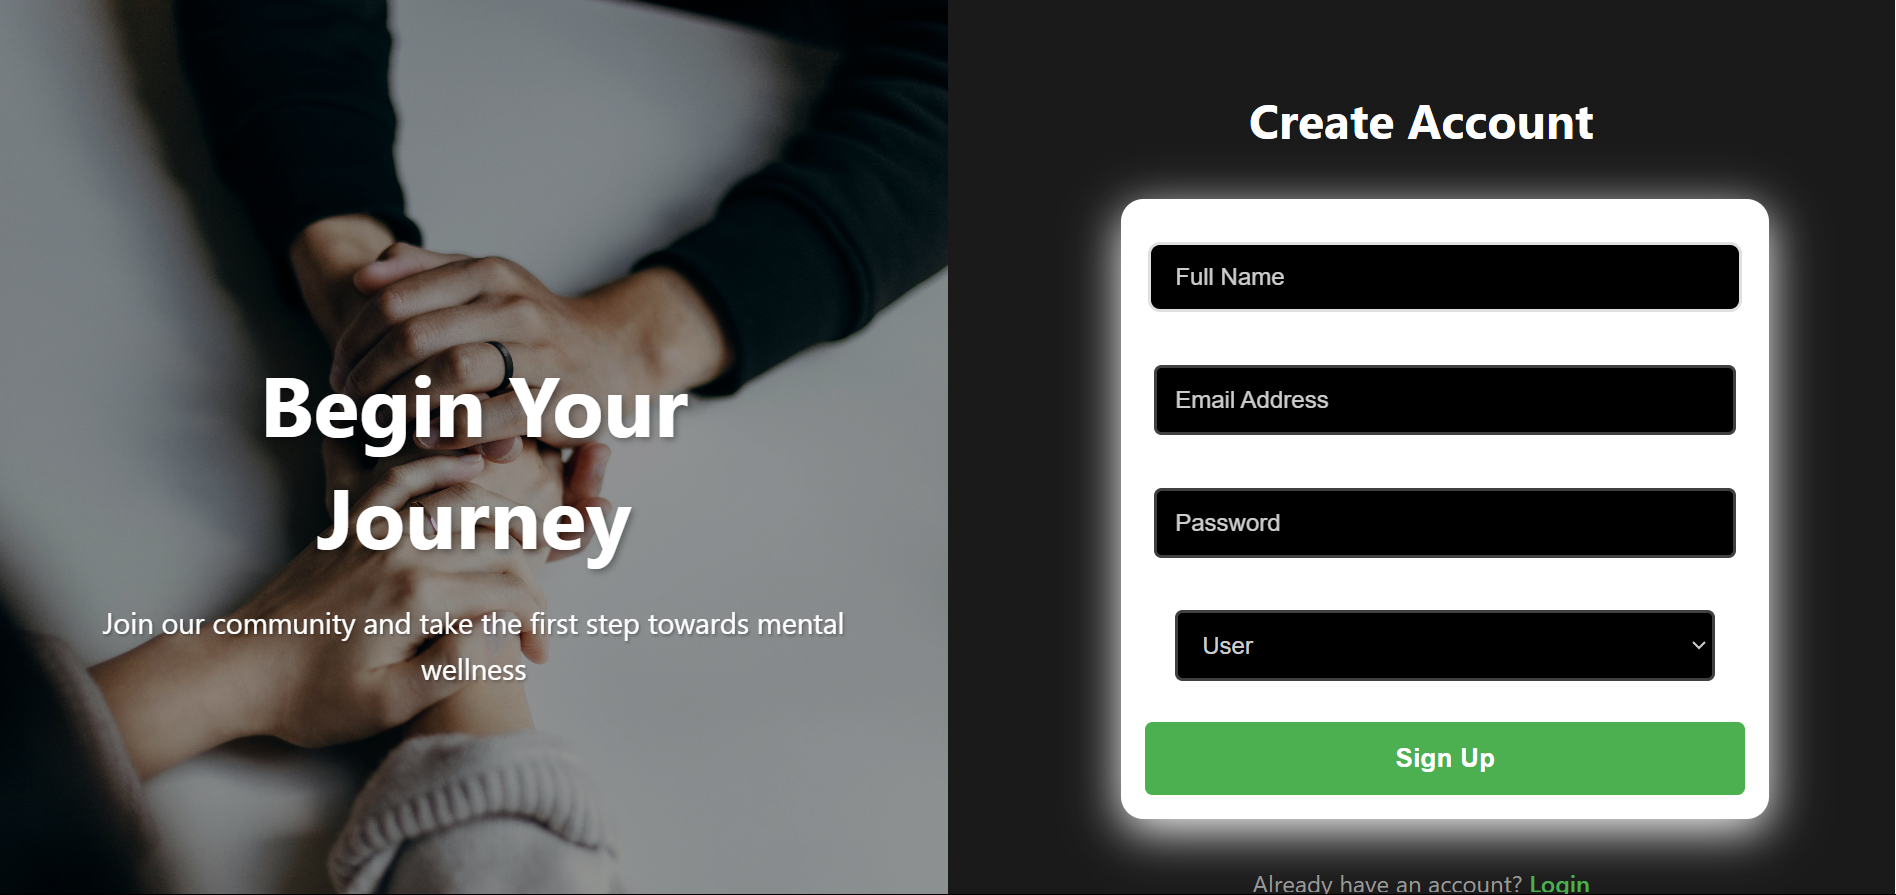 Begin Your
Journey
Join our community and take the first step towards mental
wellness
Create Account
Full Name
Email Address
Password
User
Sign Up
Already have an account? Login